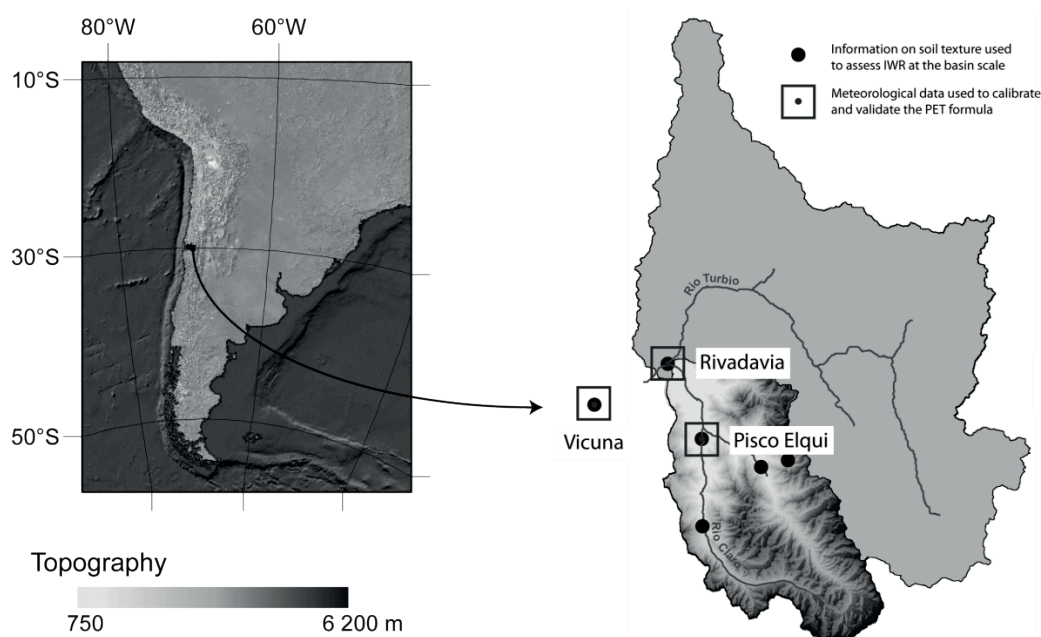 80°W
60°W
10°S
30°S
50°S
Topography
750
6 200 m
Information on soil texture used
to assess IWR at the basin scale
Meteorological data used to calibrate
and validate the PET formula
Rio Turbio
Rivadavia
Vicuna
Pisco Elqui
Rio Claro